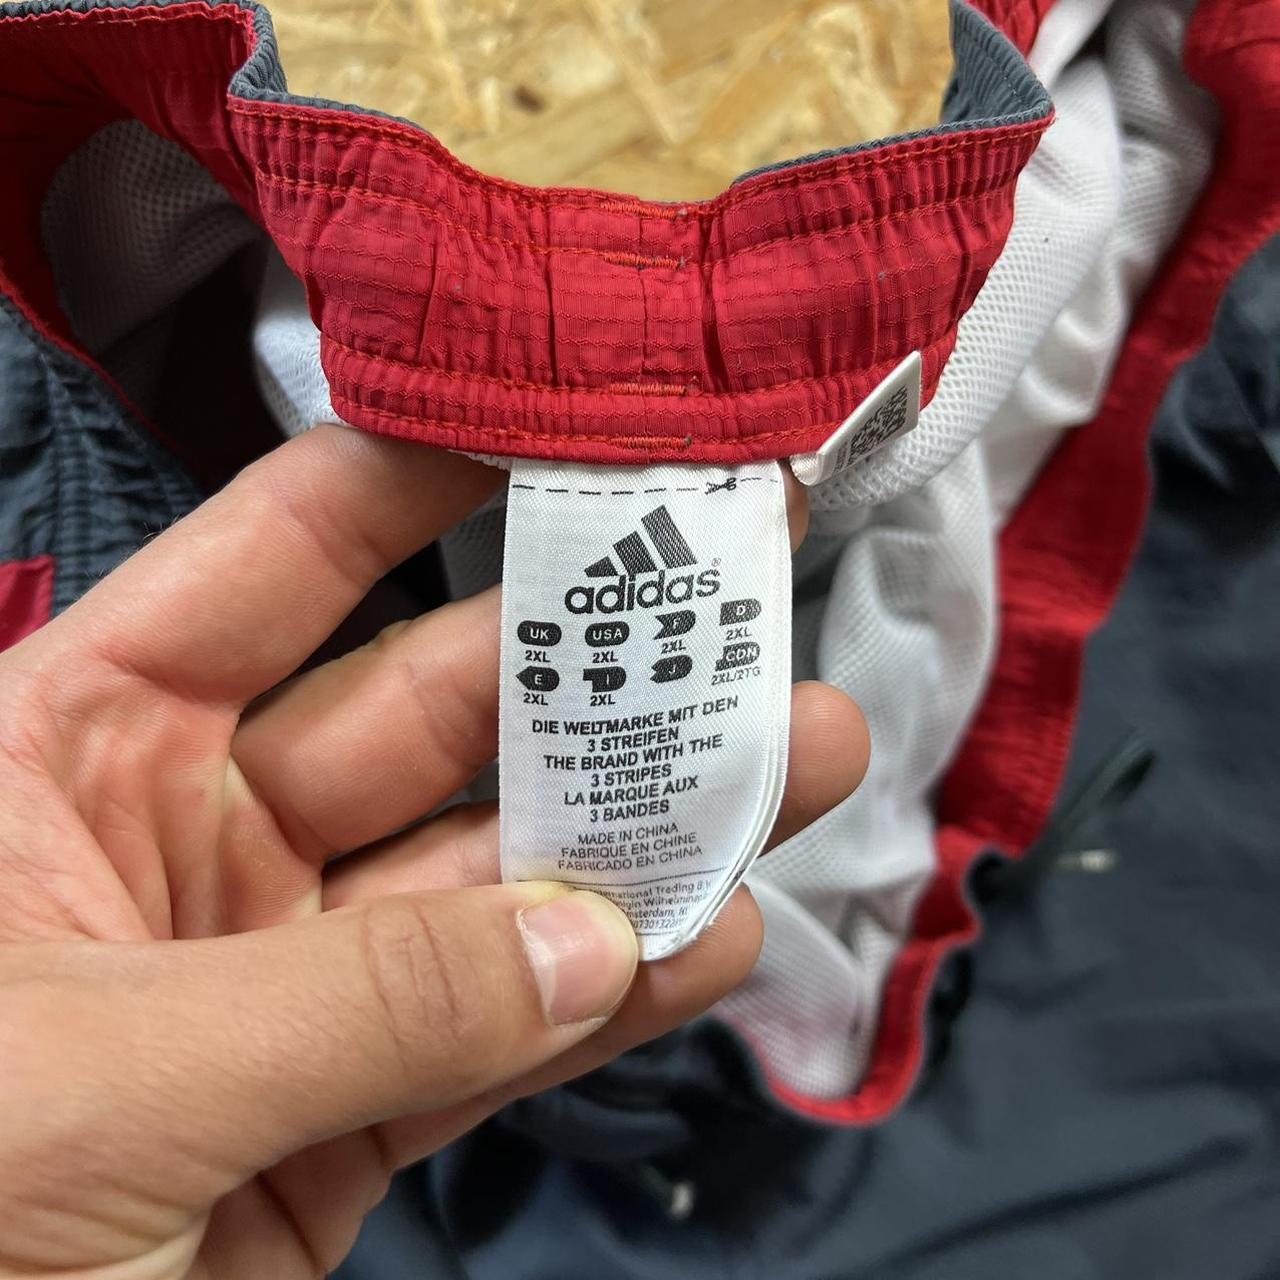 adidas®
UK USA F D
2XL 2XL 2XL 2XL
E I J CDN
2XL 2XL 2XL/2TG
DIE WELTMARKE MIT DEN
3 STREIFEN
THE BRAND WITH THE
3 STRIPES
LA MARQUE AUX
3 BANDES
MADE IN CHINA
FABRIQUE EN CHINE
FABRICADO EN CHINA
Trading B.V